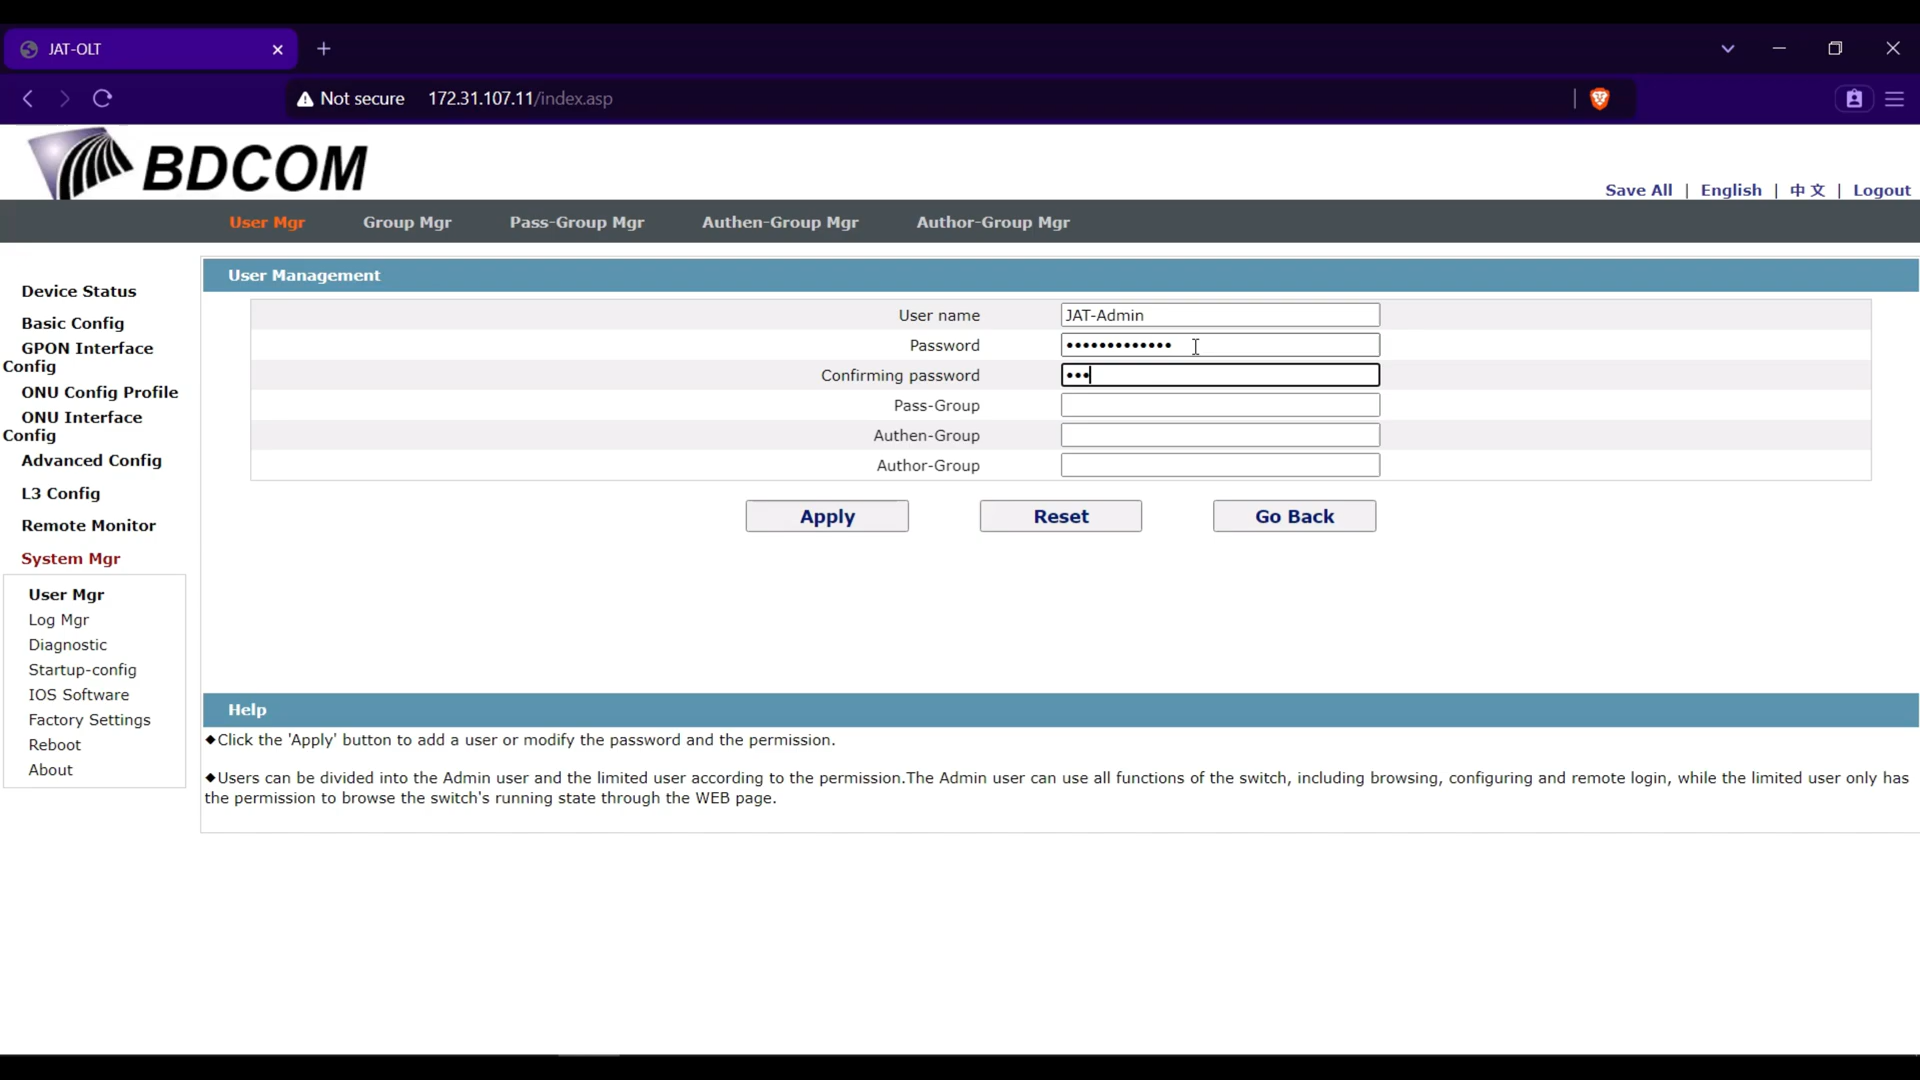 JAT-OLT
Not secure 172.31.107.11/index.asp
BDCOM
Save All | English | 中文 | Logout
User Mgr Group Mgr Pass-Group Mgr Authen-Group Mgr Author-Group Mgr
Device Status
Basic Config
GPON Interface
Config
ONU Config Profile
ONU Interface
Config
Advanced Config
L3 Config
Remote Monitor
System Mgr
User Mgr
Log Mgr
Diagnostic
Startup-config
IOS Software
Factory Settings
Reboot
About
User Management
User name JAT-Admin
Password •••••••••••••
Confirming password •••
Pass-Group
Authen-Group
Author-Group
Apply Reset Go Back
Help
◆Click the 'Apply' button to add a user or modify the password and the permission.
◆Users can be divided into the Admin user and the limited user according to the permission.The Admin user can use all functions of the switch, including browsing, configuring and remote login, while the limited user only has
the permission to browse the switch's running state through the WEB page.